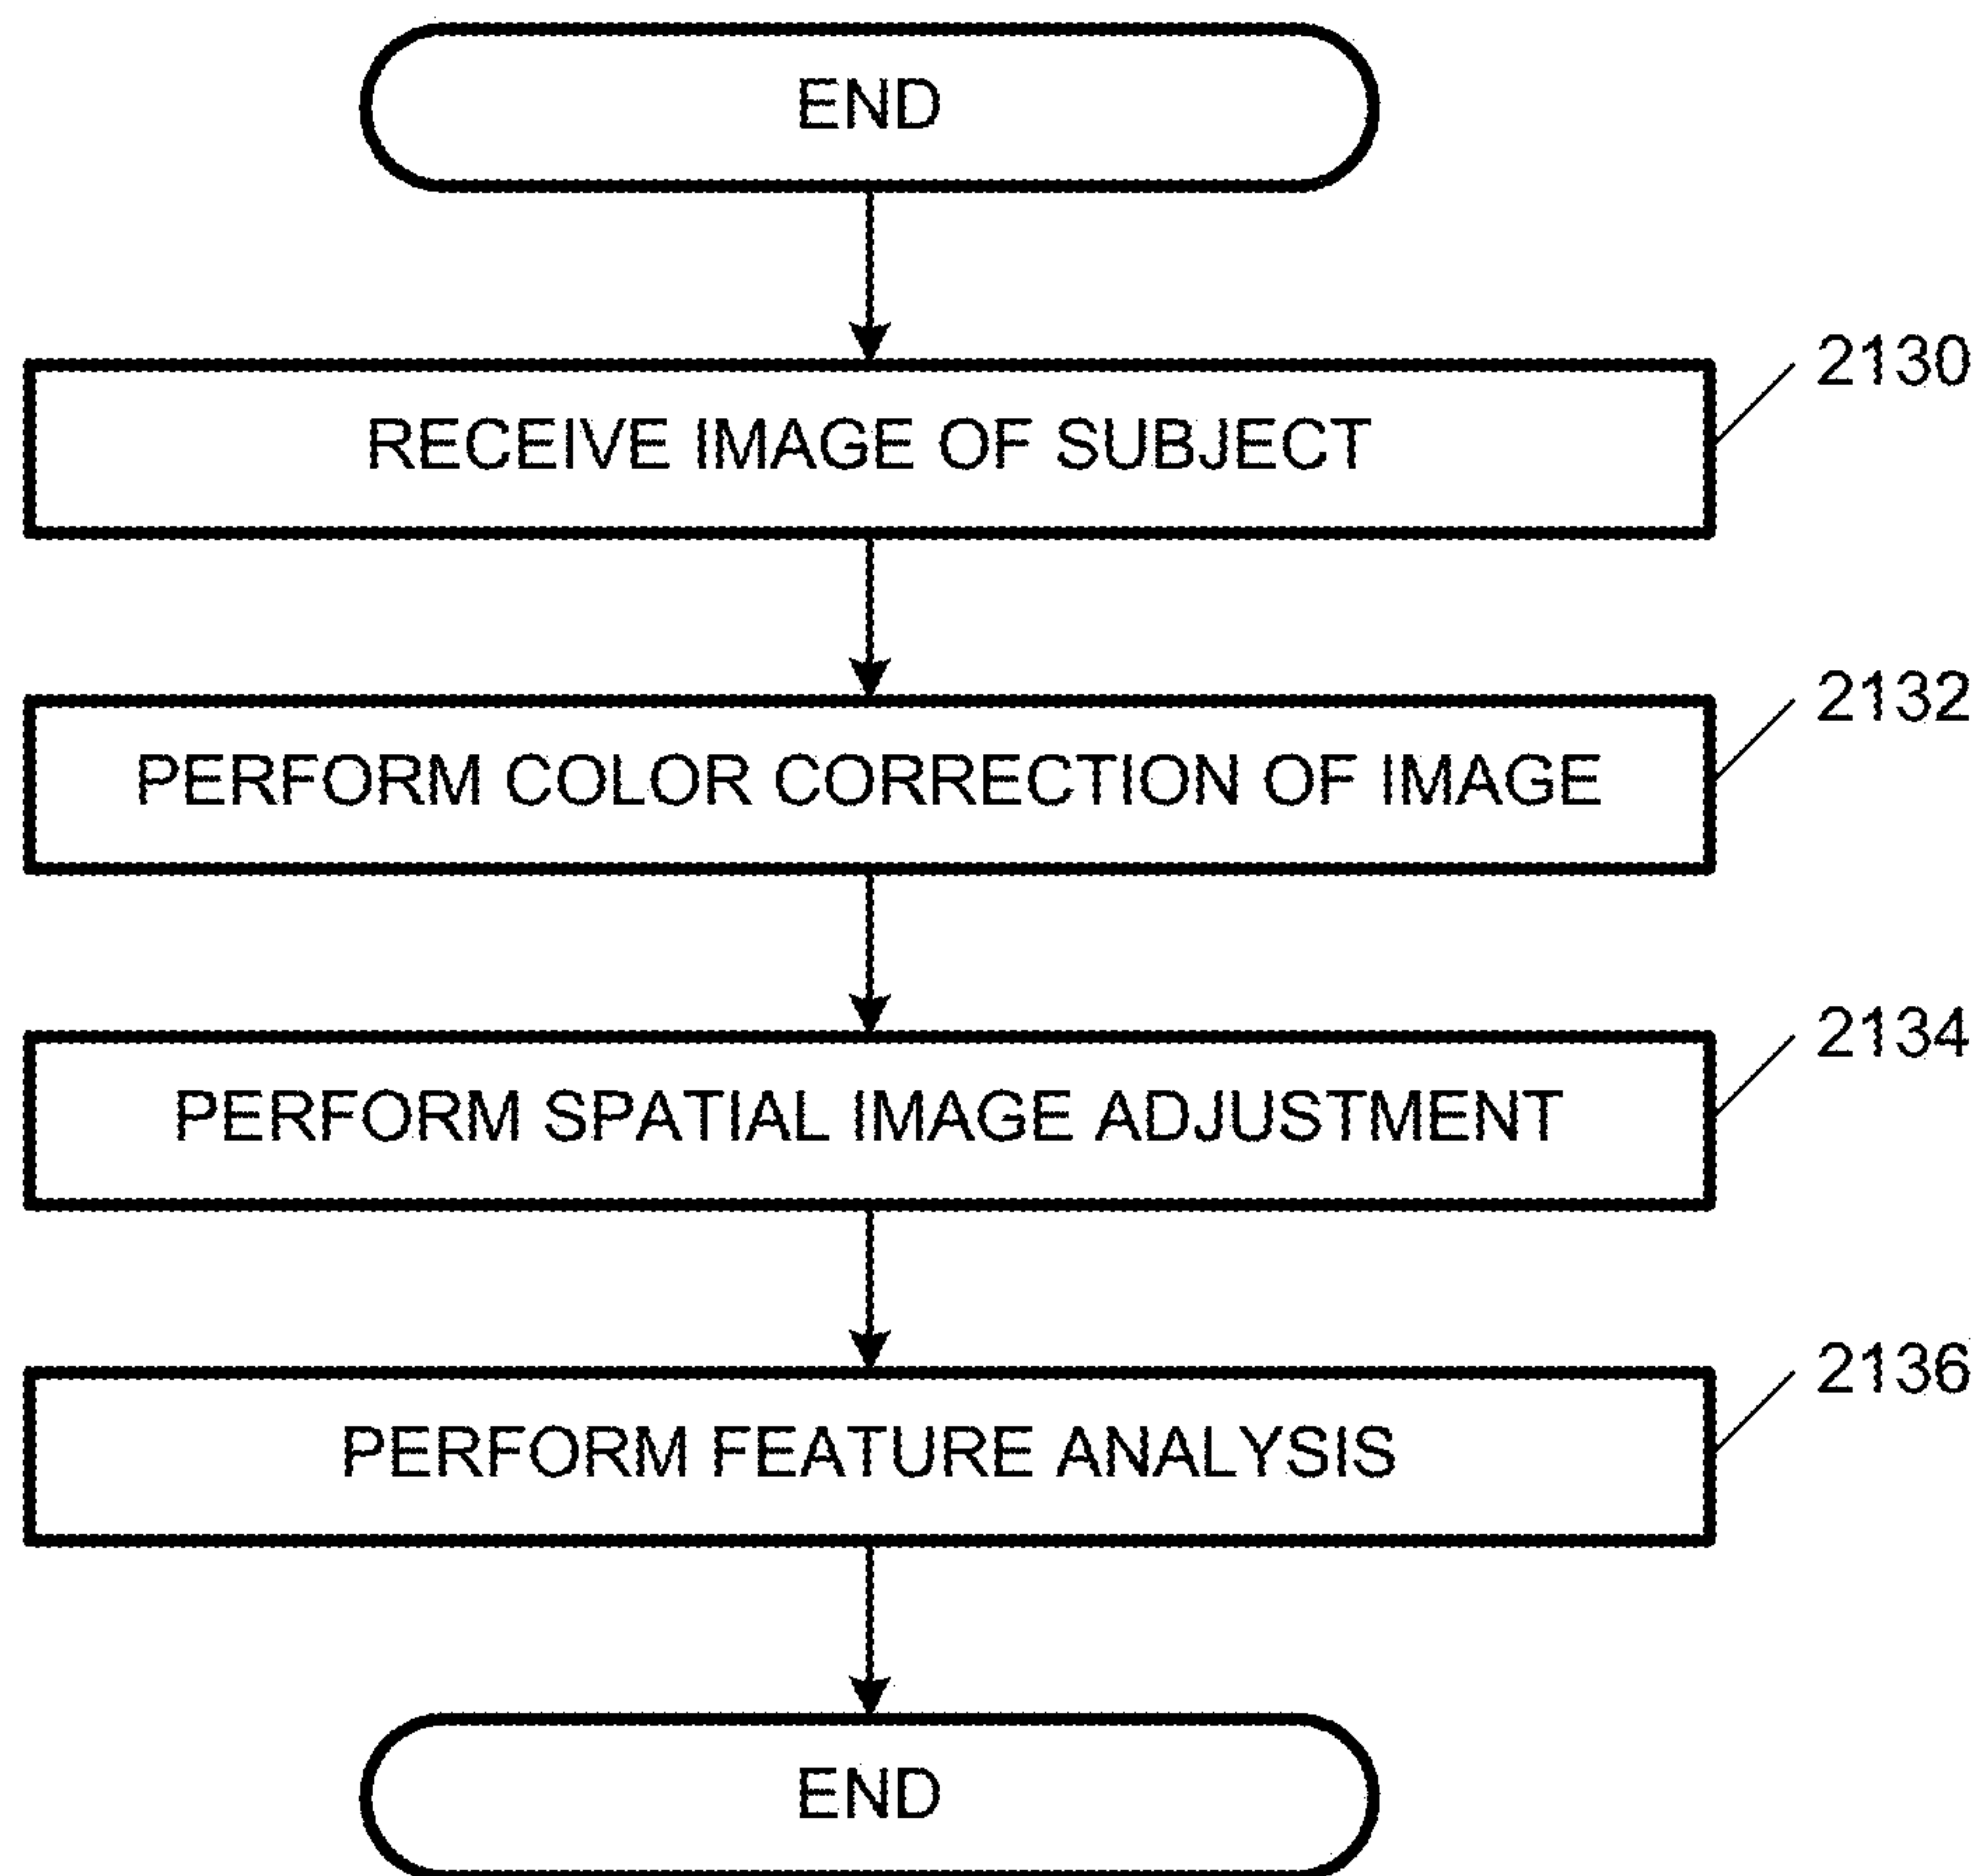 END
RECEIVE IMAGE OF SUBJECT
2130
PERFORM COLOR CORRECTION OF IMAGE
2132
PERFORM SPATIAL IMAGE ADJUSTMENT
2134
PERFORM FEATURE ANALYSIS
2136
END